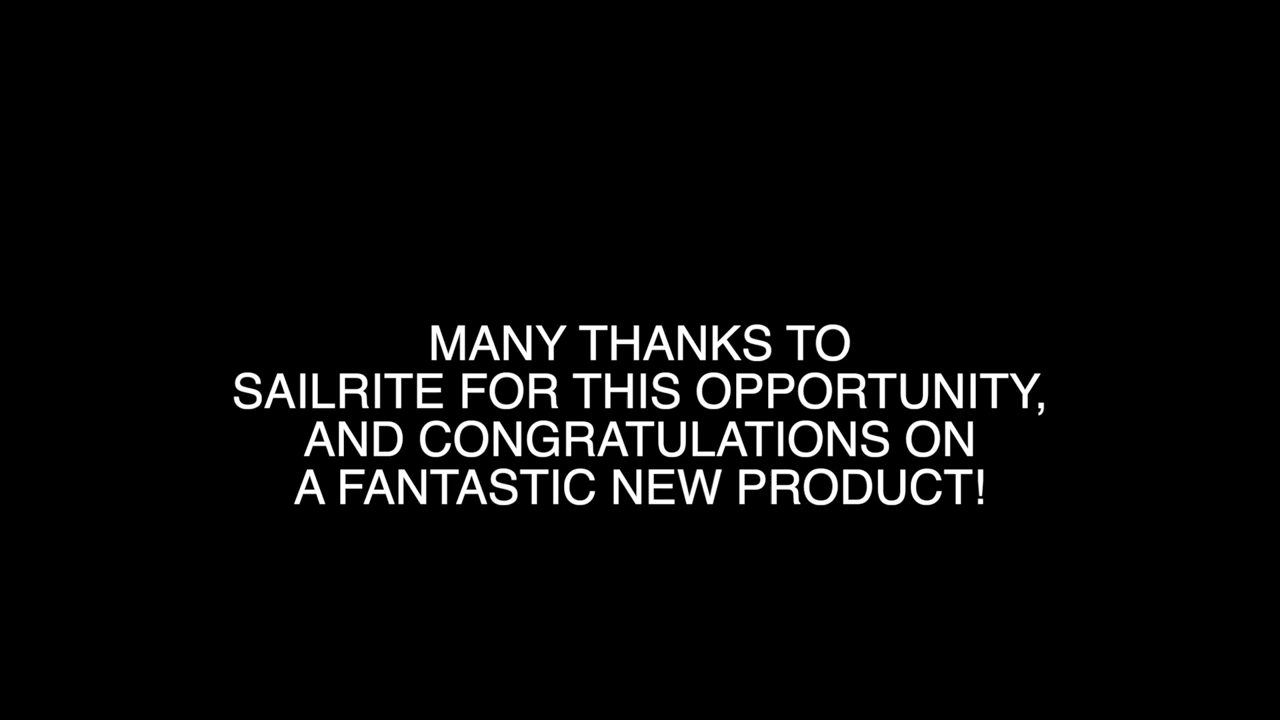 MANY THANKS TO
SAILRITE FOR THIS OPPORTUNITY,
AND CONGRATULATIONS ON
A FANTASTIC NEW PRODUCT!